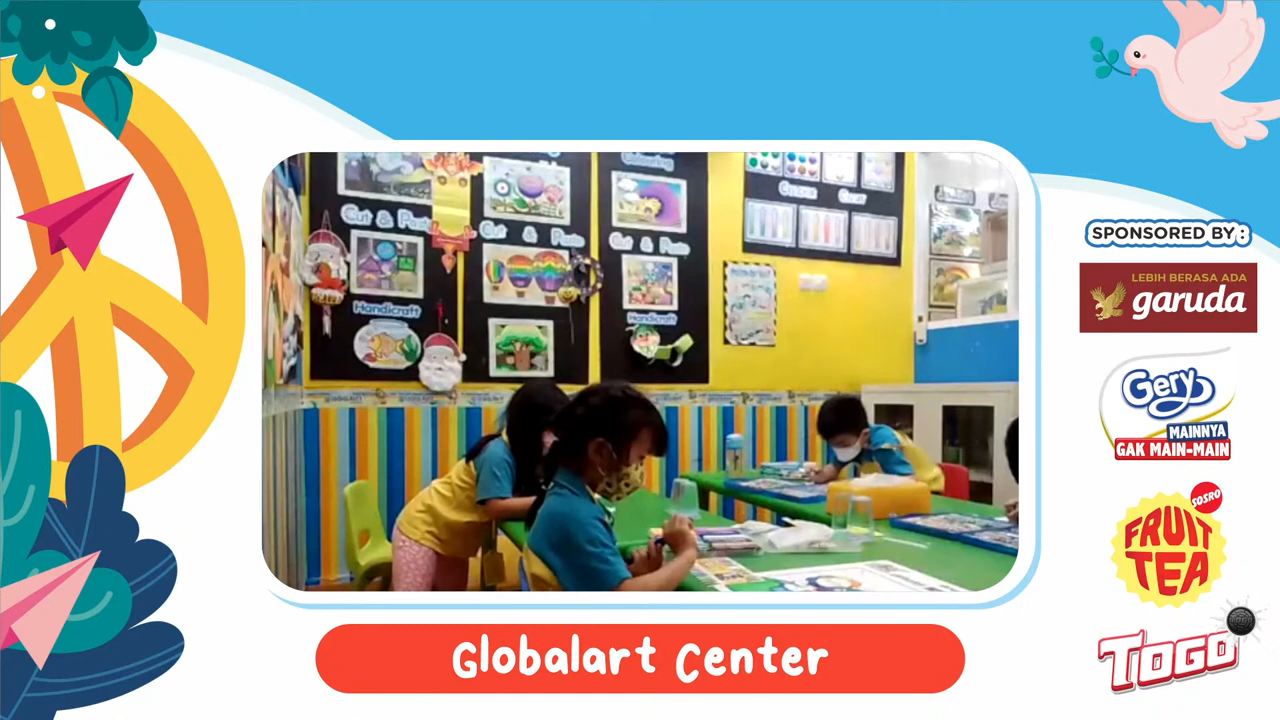 Colouring
Cut & Paste
Cut & Paste
Cut & Paste
Handicraft
Handicraft
SPONSORED BY :
LEBIH BERASA ADA
garuda
Gery
MAINNYA
GAK MAIN-MAIN
SOSRO
FRUIT
TEA
TOGO
Globalart Center